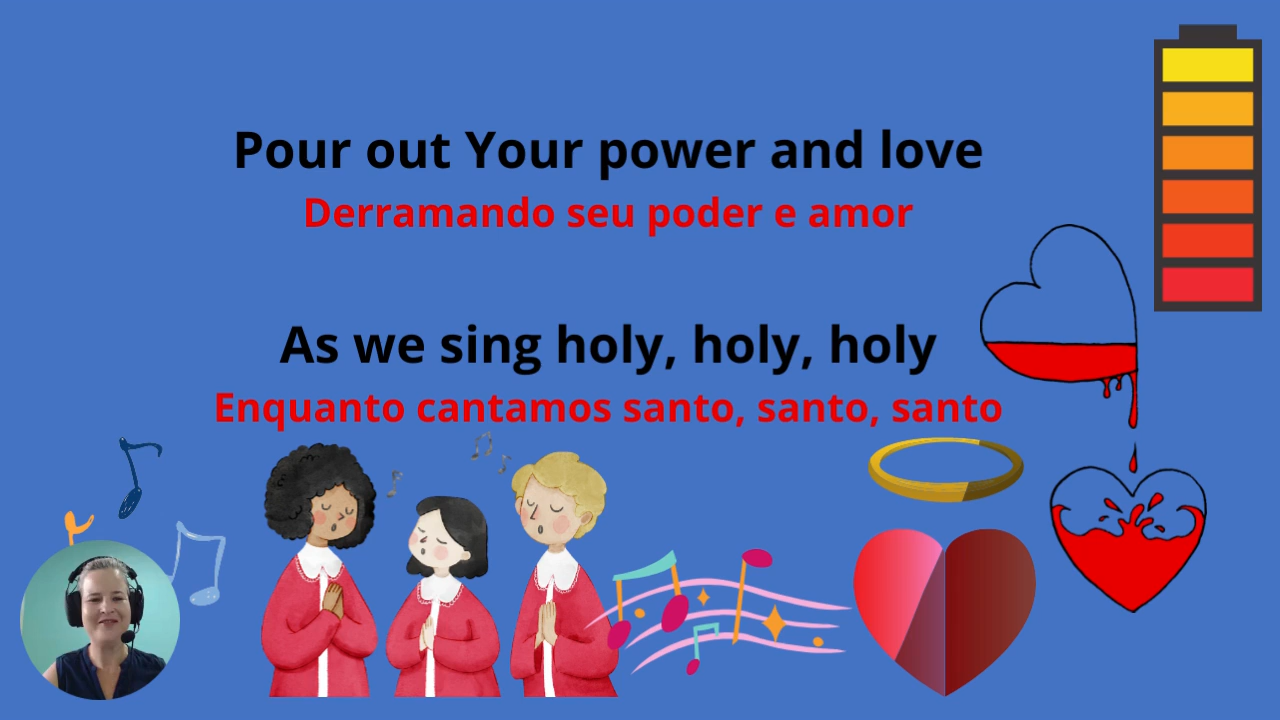 Pour out Your power and love
Derramando seu poder e amor
As we sing holy, holy, holy
Enquanto cantamos santo, santo, santo